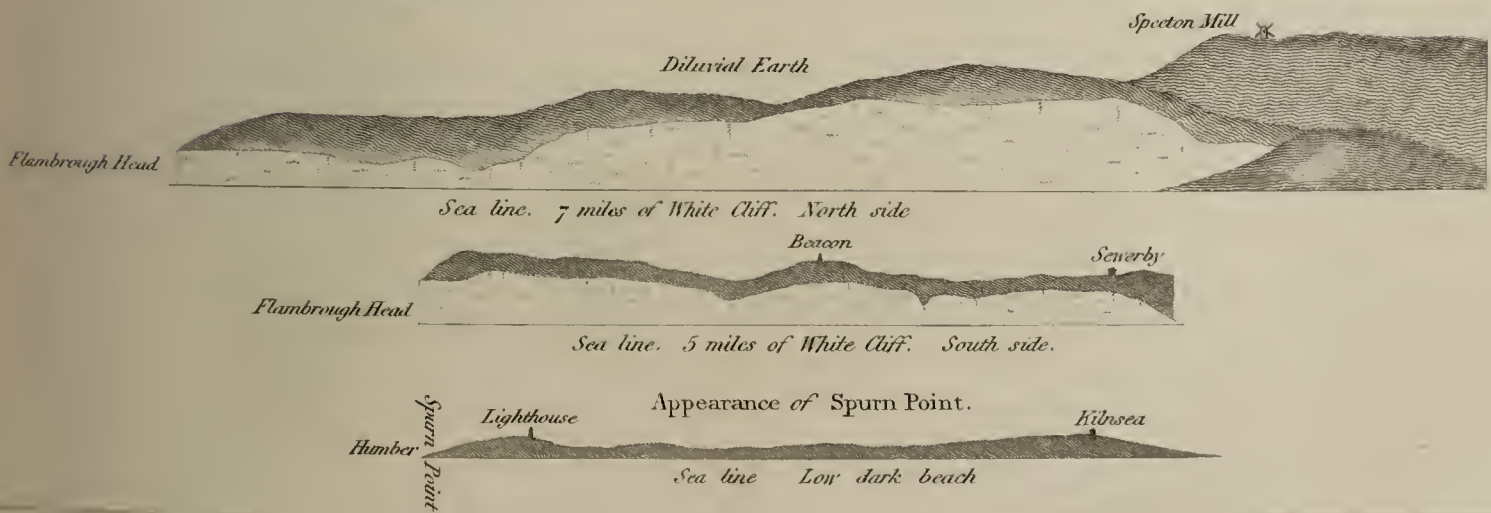 Speeton Mill
Diluvial Earth
Flambrough Head
Sea line. 7 miles of White Cliff. North side
Beacon
Sewerby
Flambrough Head
Sea line. 5 miles of White Cliff. South side.
Appearance of Spurn Point.
Lighthouse
Kilnsea
Humber
Spurn Point
Sea line Low dark beach